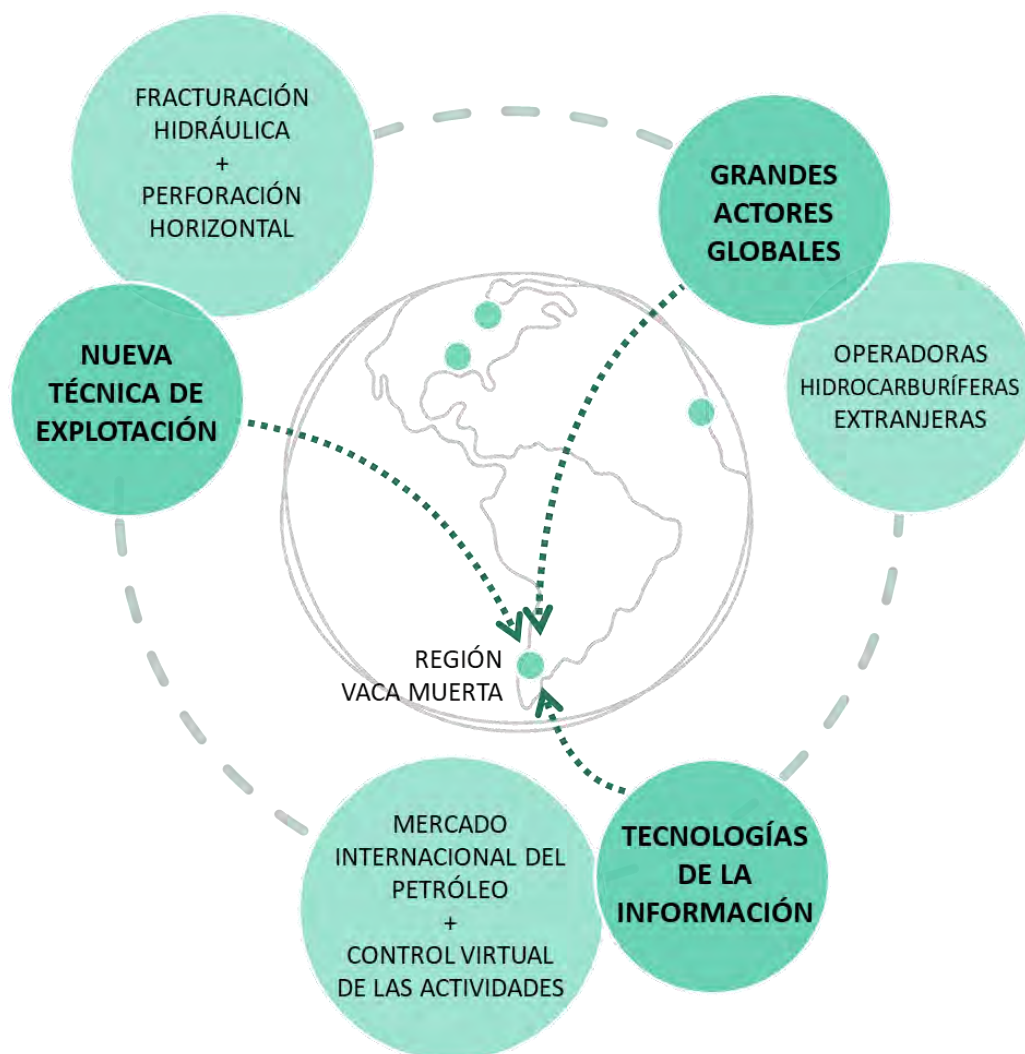 FRACTURACIÓN
HIDRÁULICA
+
PERFORACIÓN
HORIZONTAL
NUEVA
TÉCNICA DE
EXPLOTACIÓN
GRANDES
ACTORES
GLOBALES
OPERADORAS
HIDROCARBURÍFERAS
EXTRANJERAS
REGIÓN
VACA MUERTA
MERCADO
INTERNACIONAL DEL
PETRÓLEO
+
CONTROL VIRTUAL
DE LAS ACTIVIDADES
TECNOLOGÍAS
DE LA
INFORMACIÓN